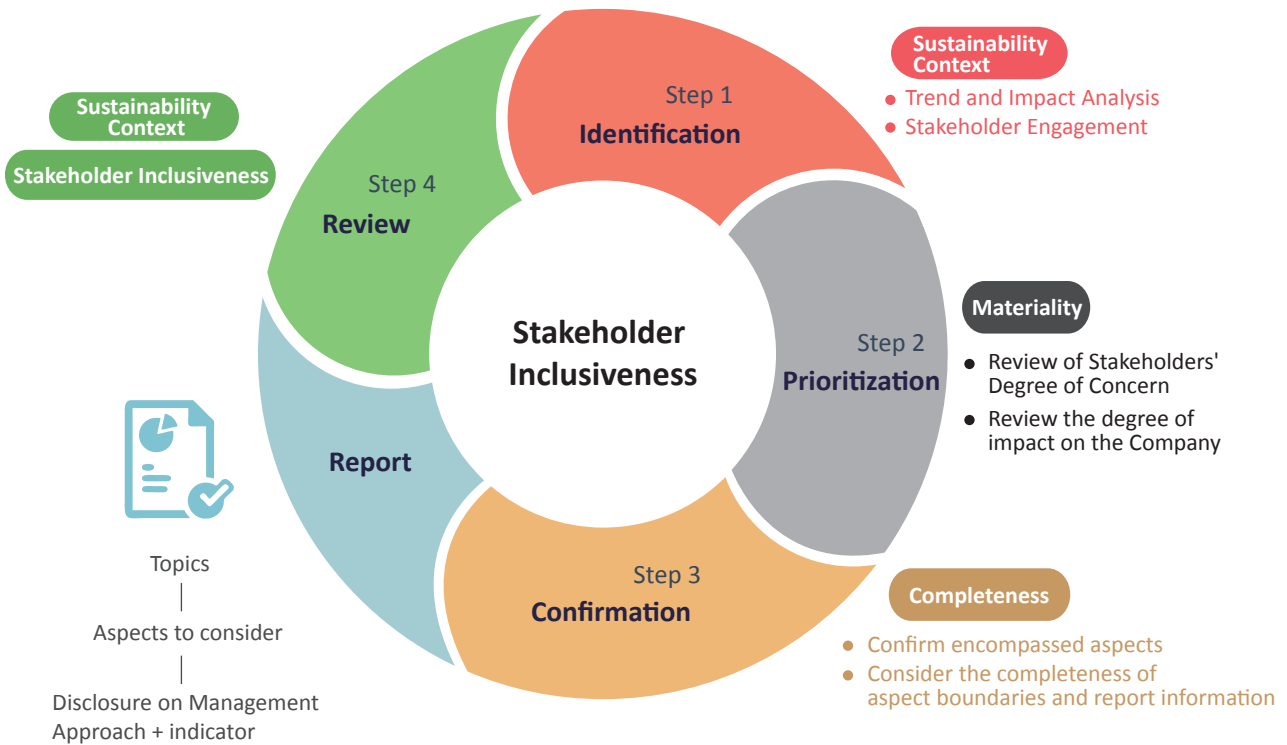 Sustainability
Context
Trend and Impact Analysis
Stakeholder Engagement
Step 1
Identification
Sustainability
Context
Stakeholder Inclusiveness
Step 4
Review
Stakeholder
Inclusiveness
Step 2
Prioritization
Materiality
Review of Stakeholders'
Degree of Concern
Review the degree of
impact on the Company
Report
Step 3
Confirmation
Completeness
Confirm encompassed aspects
Consider the completeness of
aspect boundaries and report information
Topics
Aspects to consider
Disclosure on Management
Approach + indicator